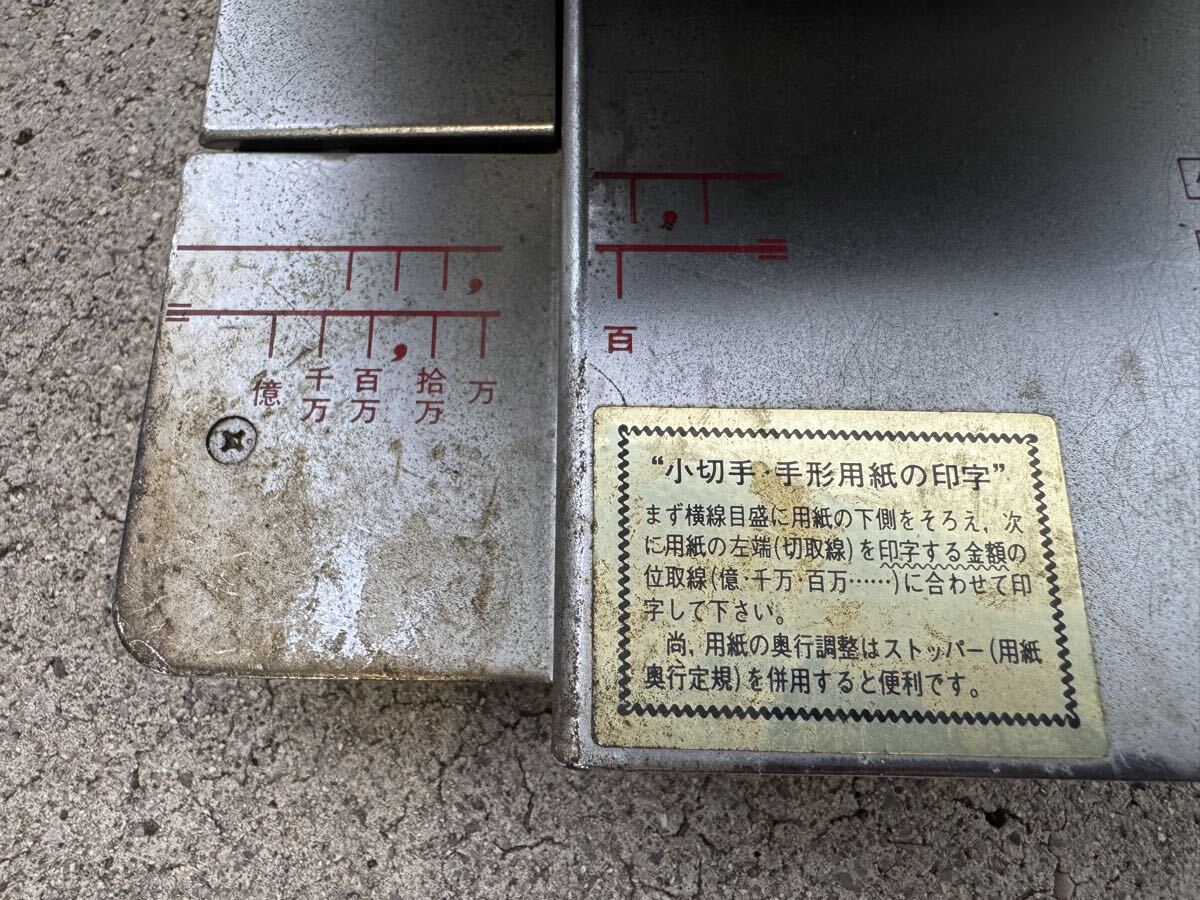 億 千万 百万 拾万 万
百
“小切手・手形用紙の印字”
まず横線目盛に用紙の下側をそろえ、次
に用紙の左端(切取線)を印字する金額の
位取線(億・千万・百万……)に合わせて印
字して下さい。
尚、用紙の奥行調整はストッパー(用紙
奥行定規)を併用すると便利です。